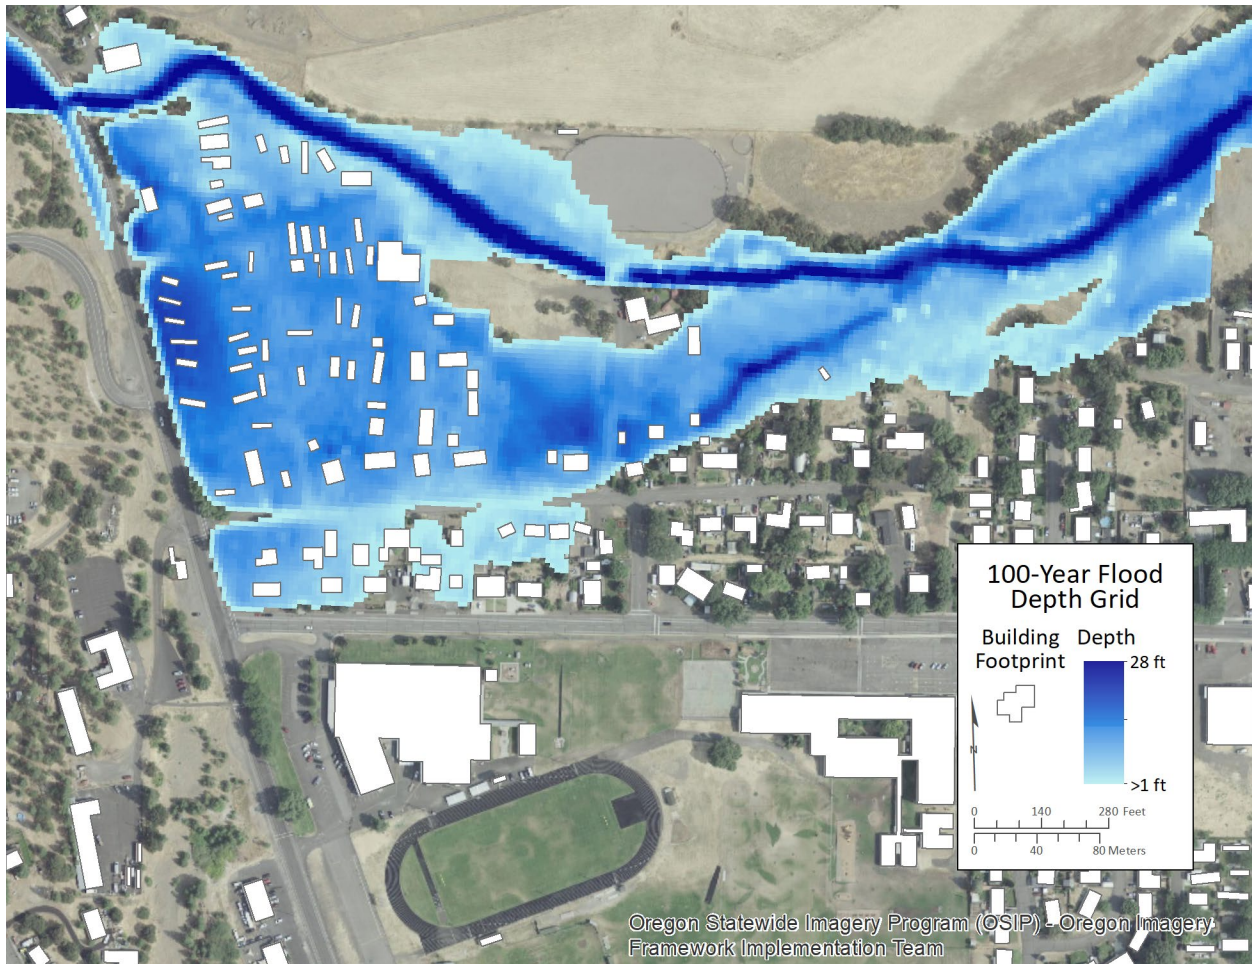 100-Year Flood
Depth Grid
Building
Footprint
Depth
28 ft
>1 ft
N
0 140 280 Feet
0 40 80 Meters
Oregon Statewide Imagery Program (OSIP) - Oregon Imagery
Framework Implementation Team